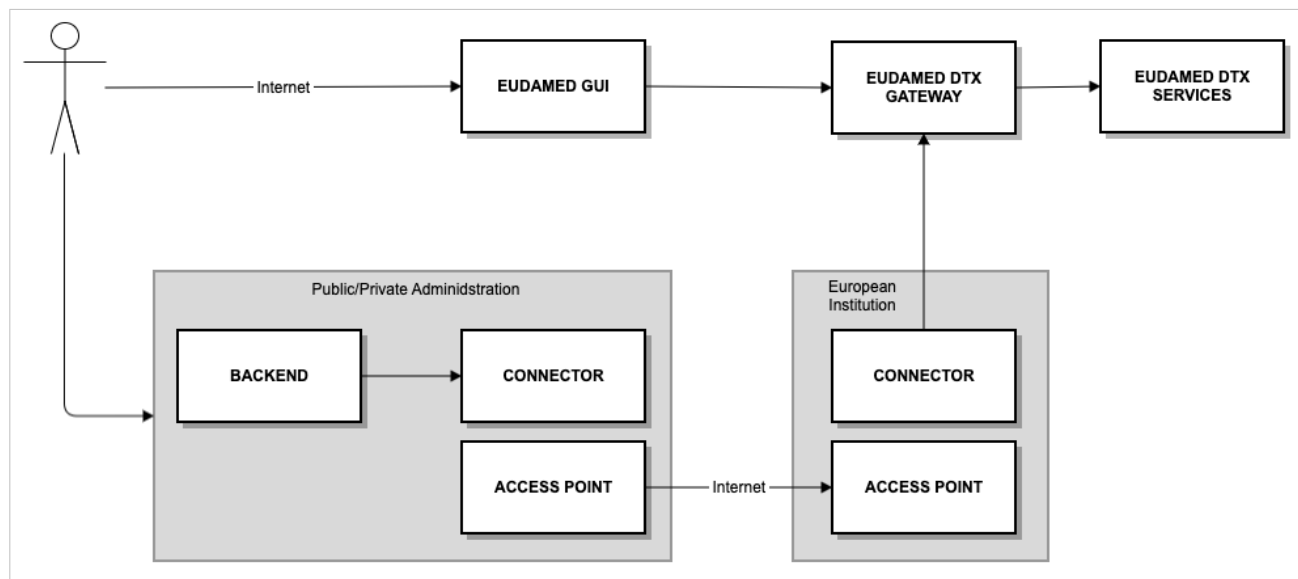 Internet
EUDAMED GUI
EUDAMED DTX
GATEWAY
EUDAMED DTX
SERVICES
Public/Private Adminidstration
European
Institution
BACKEND
CONNECTOR
CONNECTOR
ACCESS POINT
Internet
ACCESS POINT